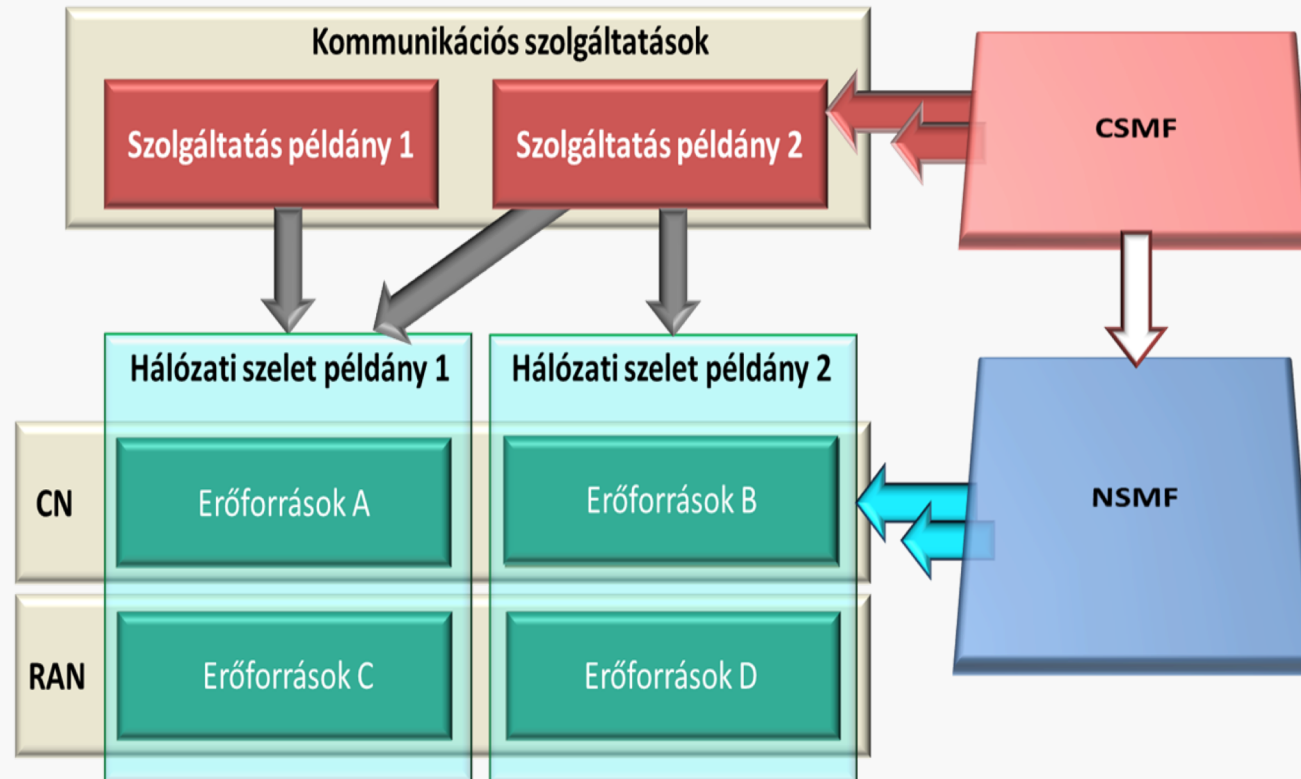 Kommunikációs szolgáltatások
Szolgáltatás példány 1
Szolgáltatás példány 2
CSMF
Hálózati szelet példány 1
Hálózati szelet példány 2
CN
Erőforrások A
Erőforrások B
NSMF
RAN
Erőforrások C
Erőforrások D